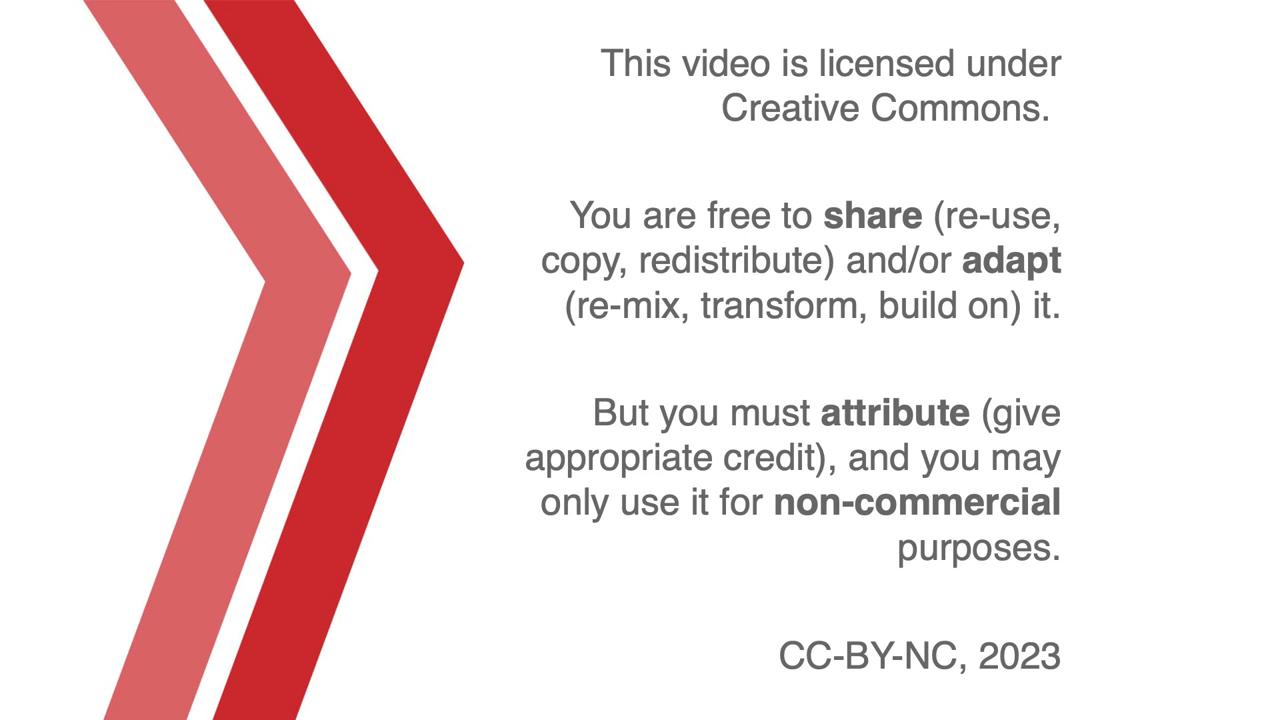 This video is licensed under
Creative Commons.
You are free to share (re-use,
copy, redistribute) and/or adapt
(re-mix, transform, build on) it.
But you must attribute (give
appropriate credit), and you may
only use it for non-commercial
purposes.
CC-BY-NC, 2023